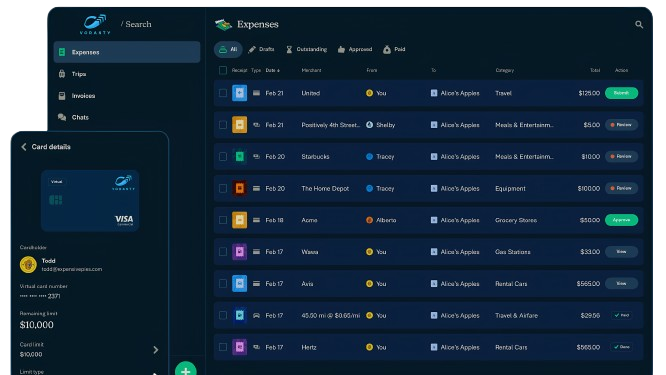 VORASTY
/ Search
Expenses
Trips
Invoices
Chats
Expenses
All Drafts Outstanding Approved Paid
Receipt Type Date Merchant From To Category Total Action
Feb 21 United You Alice's Apples Travel $125.00 Submit
Feb 21 Positively 4th Street... Shelby Alice's Apples Meals & Entertainm... $5.00 Review
Feb 20 Starbucks Tracey Alice's Apples Meals & Entertainm... $10.00 Review
Feb 20 The Home Depot Tracey Alice's Apples Equipment $100.00 Review
Feb 18 Acme Alberto Alice's Apples Grocery Stores $50.00 Approve
Feb 17 Wawa You Alice's Apples Gas Stations $33.00 View
Feb 17 Avis You Alice's Apples Rental Cars $565.00 View
Feb 17 45.50 mi @ $0.65/mi You Alice's Apples Travel & Airfare $29.56 Paid
Feb 17 Hertz You Alice's Apples Rental Cars $565.00 Done
Card details
Virtual
VORASTY
VISA
Cardholder
Todd
todd@expensepies.com
Virtual card number
•••• •••• •••• 2371
Remaining limit
$10,000
Card limit
$10,000
Limit type